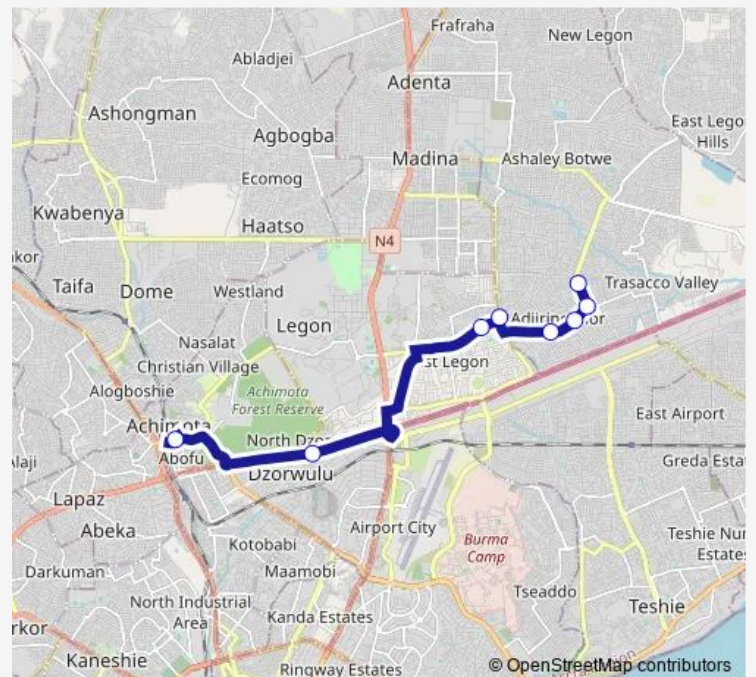 Frafraha
New Legon
Abladjei
Adenta
Ashongman
East Lego
Hills
Agbogba
Madina
Ashaley Botwe
Ecomog
Kwabenya
Haatso
N4
kor
Taifa
Dome
Westland
Trasacco Valley
Legon
Nasalat
Christian Village
st Legon
Alogboshie
Achimota
Forest Reserve
East Airport
Achimota
North Dzo
Abofu
Dzorwulu
Greda Esta
Lapaz
Airport City
Abeka
Burma
Camp
Teshie Nu
Estates
Kotobabi
Darkuman
Maamobi
Tseaddo
North Industrial
Area
Kanda Estates
Teshie
rkor
Kaneshie
Ringway Estates
© OpenStreetMap contributors